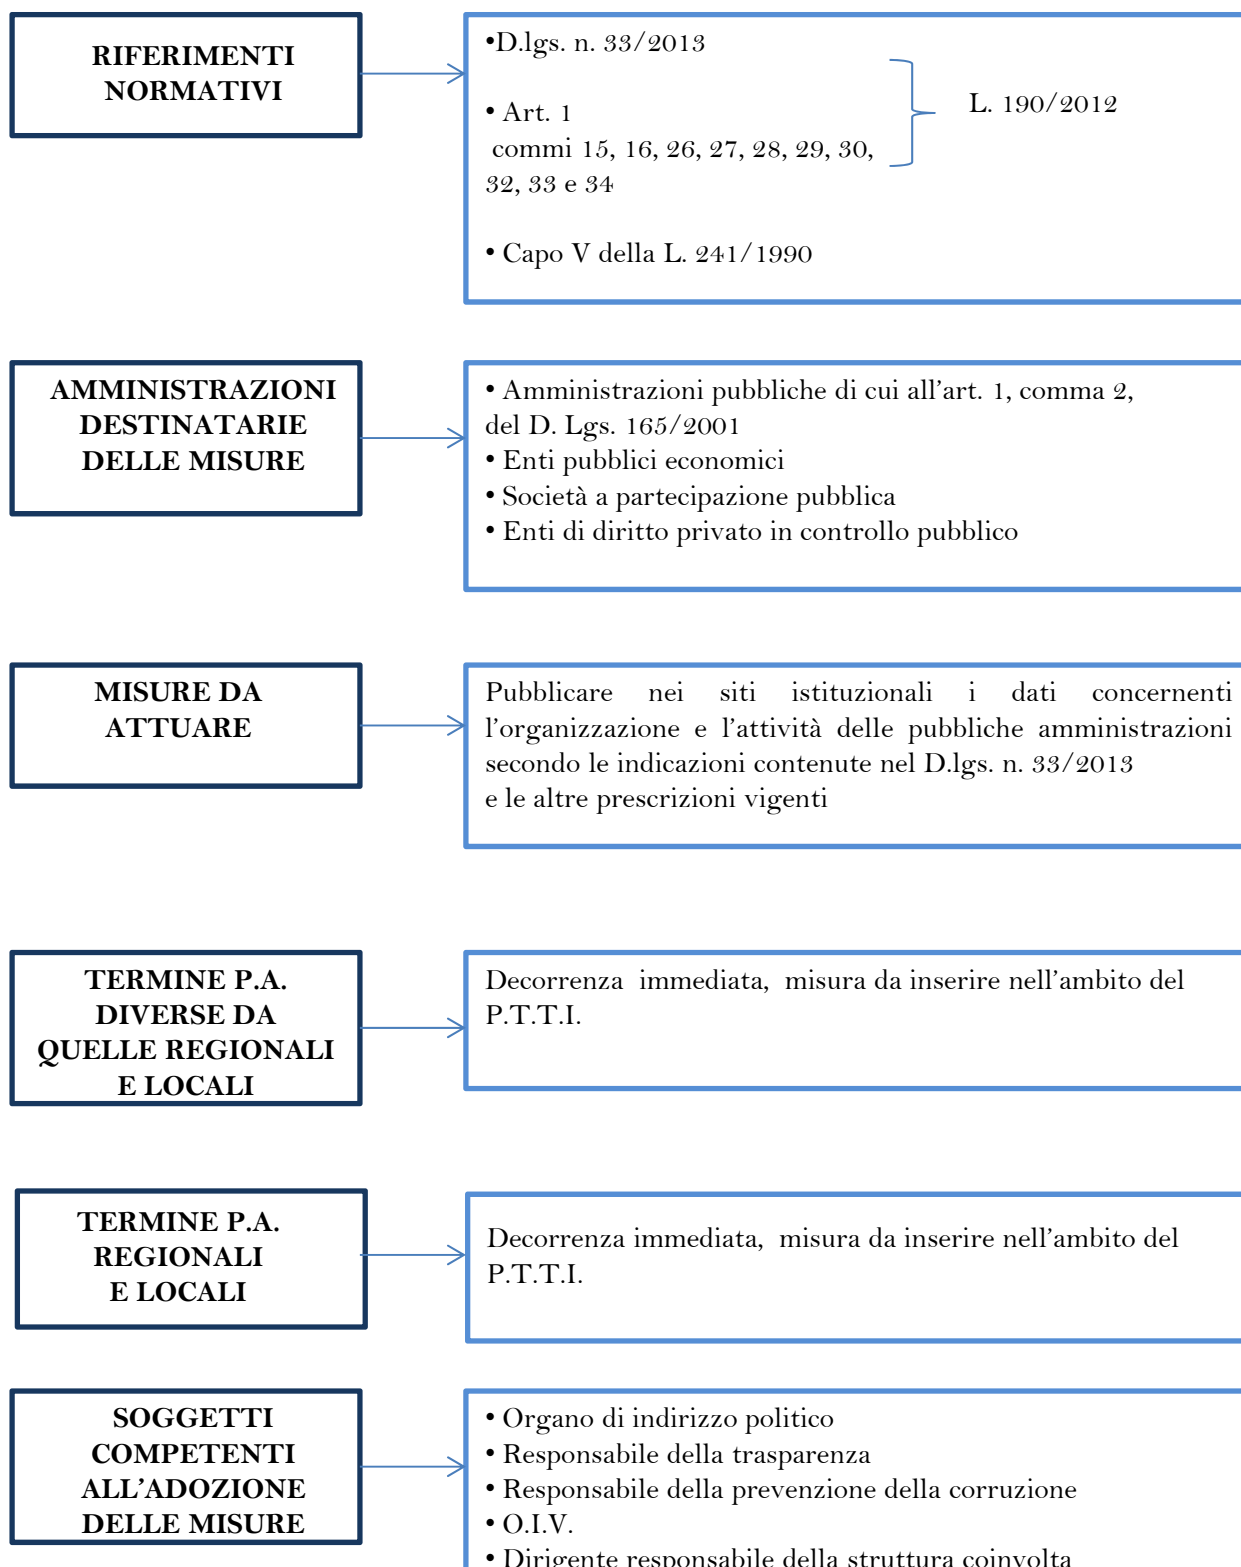 RIFERIMENTI
NORMATIVI
•D.lgs. n. 33/2013
• Art. 1
commi 15, 16, 26, 27, 28, 29, 30,
32, 33 e 34
L. 190/2012
• Capo V della L. 241/1990
AMMINISTRAZIONI
DESTINATARIE
DELLE MISURE
• Amministrazioni pubbliche di cui all’art. 1, comma 2,
del D. Lgs. 165/2001
• Enti pubblici economici
• Società a partecipazione pubblica
• Enti di diritto privato in controllo pubblico
MISURE DA
ATTUARE
Pubblicare nei siti istituzionali i dati concernenti
l'organizzazione e l'attività delle pubbliche amministrazioni
secondo le indicazioni contenute nel D.lgs. n. 33/2013
e le altre prescrizioni vigenti
TERMINE P.A.
DIVERSE DA
QUELLE REGIONALI
E LOCALI
Decorrenza immediata, misura da inserire nell’ambito del
P.T.T.I.
TERMINE P.A.
REGIONALI
E LOCALI
Decorrenza immediata, misura da inserire nell’ambito del
P.T.T.I.
SOGGETTI
COMPETENTI
ALL’ADOZIONE
DELLE MISURE
• Organo di indirizzo politico
• Responsabile della trasparenza
• Responsabile della prevenzione della corruzione
• O.I.V.
• Dirigente responsabile della struttura coinvolta